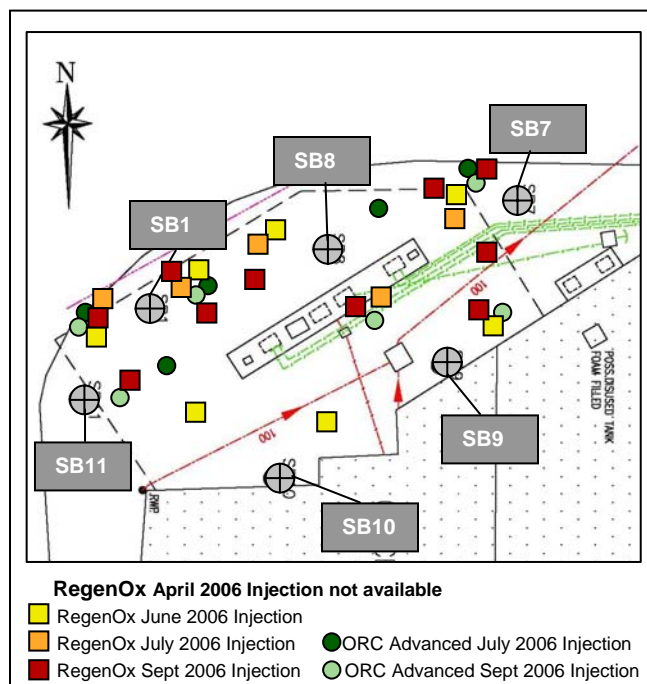 N
SB7
SB8
SB1
100
100
'POSS.DISUSED' TANK
FOAM FILLED
SB9
SB11
RWP.
SB10
RegenOx April 2006 Injection not available
RegenOx June 2006 Injection
RegenOx July 2006 Injection
ORC Advanced July 2006 Injection
RegenOx Sept 2006 Injection
ORC Advanced Sept 2006 Injection